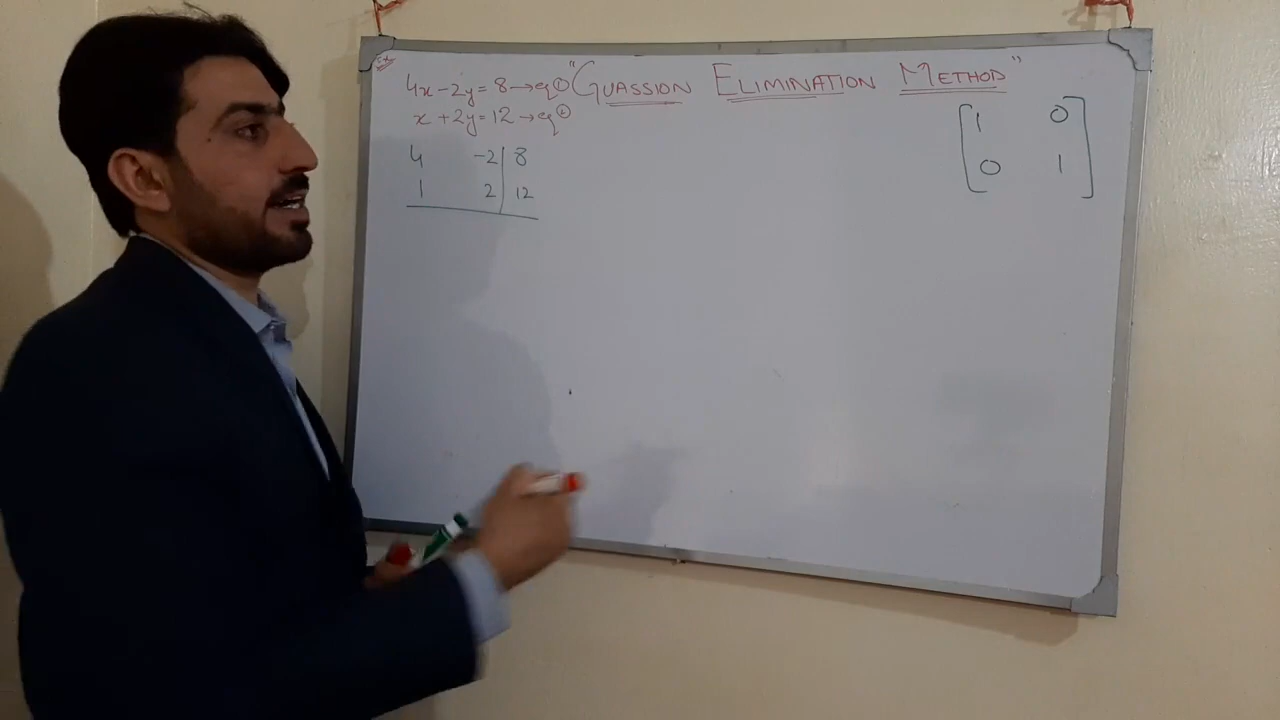 "GUASSION ELIMINATION METHOD"
4x-2y=8→eq①
x+2y=12→eq②
4 -2|8
1 2|12
1 0
0 1